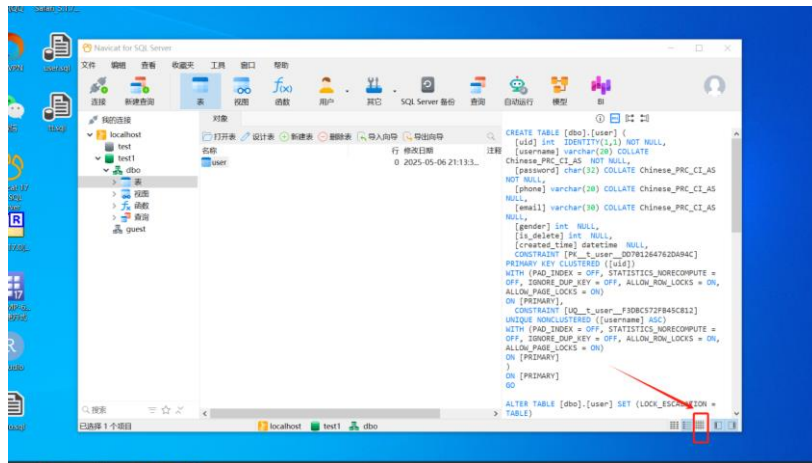 Navicat for SQL Server
文件 编辑 查看 收藏夹 工具 窗口 帮助
连接 新建查询 表 视图 函数 用户 其它 SQL Server 备份 查询 自动运行 模型 BI
f(x)
我的连接
对象
localhost
test
test1
dbo
表
视图
函数
查询
guest
打开表 设计表 新建表 删除表 导入向导 导出向导
名称 行 修改日期 注释
user 0 2025-05-06 21:13:3...
CREATE TABLE [dbo].[user] (
[uid] int IDENTITY(1,1) NOT NULL,
[username] varchar(20) COLLATE
Chinese_PRC_CI_AS NOT NULL,
[password] char(32) COLLATE Chinese_PRC_CI_AS
NOT NULL,
[phone] varchar(20) COLLATE Chinese_PRC_CI_AS
NULL,
[email] varchar(30) COLLATE Chinese_PRC_CI_AS
NULL,
[gender] int NULL,
[is_delete] int NULL,
[created_time] datetime NULL,
CONSTRAINT [PK__t_user__DD701264762DA94C]
PRIMARY KEY CLUSTERED ([uid])
WITH (PAD_INDEX = OFF, STATISTICS_NORECOMPUTE =
OFF, IGNORE_DUP_KEY = OFF, ALLOW_ROW_LOCKS = ON,
ALLOW_PAGE_LOCKS = ON)
ON [PRIMARY],
CONSTRAINT [UQ__t_user__F3DBC572FB45C812]
UNIQUE NONCLUSTERED ([username] ASC)
WITH (PAD_INDEX = OFF, STATISTICS_NORECOMPUTE =
OFF, IGNORE_DUP_KEY = OFF, ALLOW_ROW_LOCKS = ON,
ALLOW_PAGE_LOCKS = ON)
ON [PRIMARY]
)
ON [PRIMARY]
GO
ALTER TABLE [dbo].[user] SET (LOCK_ESCALATION =
TABLE)
搜索
已选择 1 个项目 localhost test1 dbo